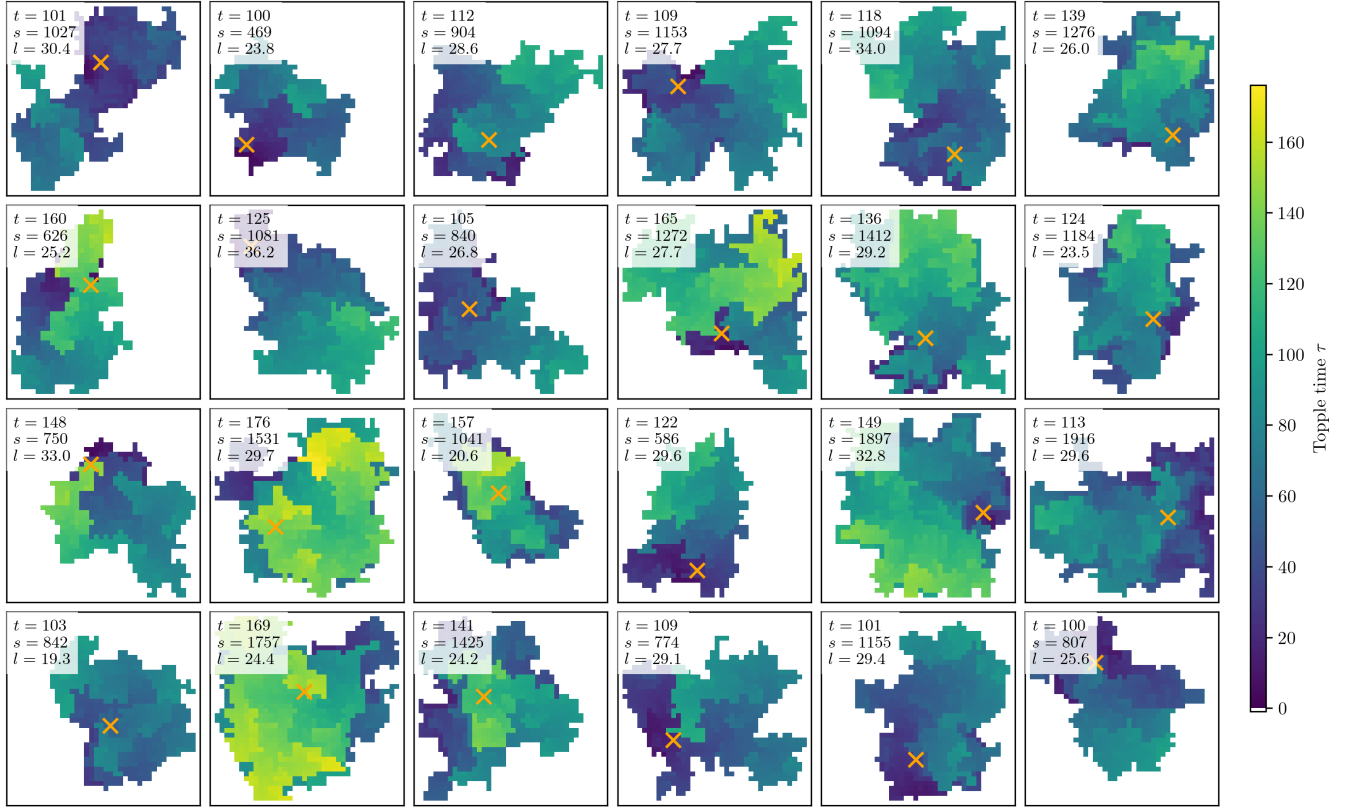 t = 101
s = 1027
l = 30.4
t = 100
s = 469
l = 23.8
t = 112
s = 904
l = 28.6
t = 109
s = 1153
l = 27.7
t = 118
s = 1094
l = 34.0
t = 139
s = 1276
l = 26.0
t = 160
s = 626
l = 25.2
t = 125
s = 1081
l = 36.2
t = 105
s = 840
l = 26.8
t = 165
s = 1272
l = 27.7
t = 136
s = 1412
l = 29.2
t = 124
s = 1184
l = 23.5
t = 148
s = 750
l = 33.0
t = 176
s = 1531
l = 29.7
t = 157
s = 1041
l = 20.6
t = 122
s = 586
l = 29.6
t = 149
s = 1897
l = 32.8
t = 113
s = 1916
l = 29.6
t = 103
s = 842
l = 19.3
t = 169
s = 1757
l = 24.4
t = 141
s = 1425
l = 24.2
t = 109
s = 774
l = 29.1
t = 101
s = 1155
l = 29.4
t = 100
s = 807
l = 25.6
160
140
120
100
80
60
40
20
0
Topple time τ